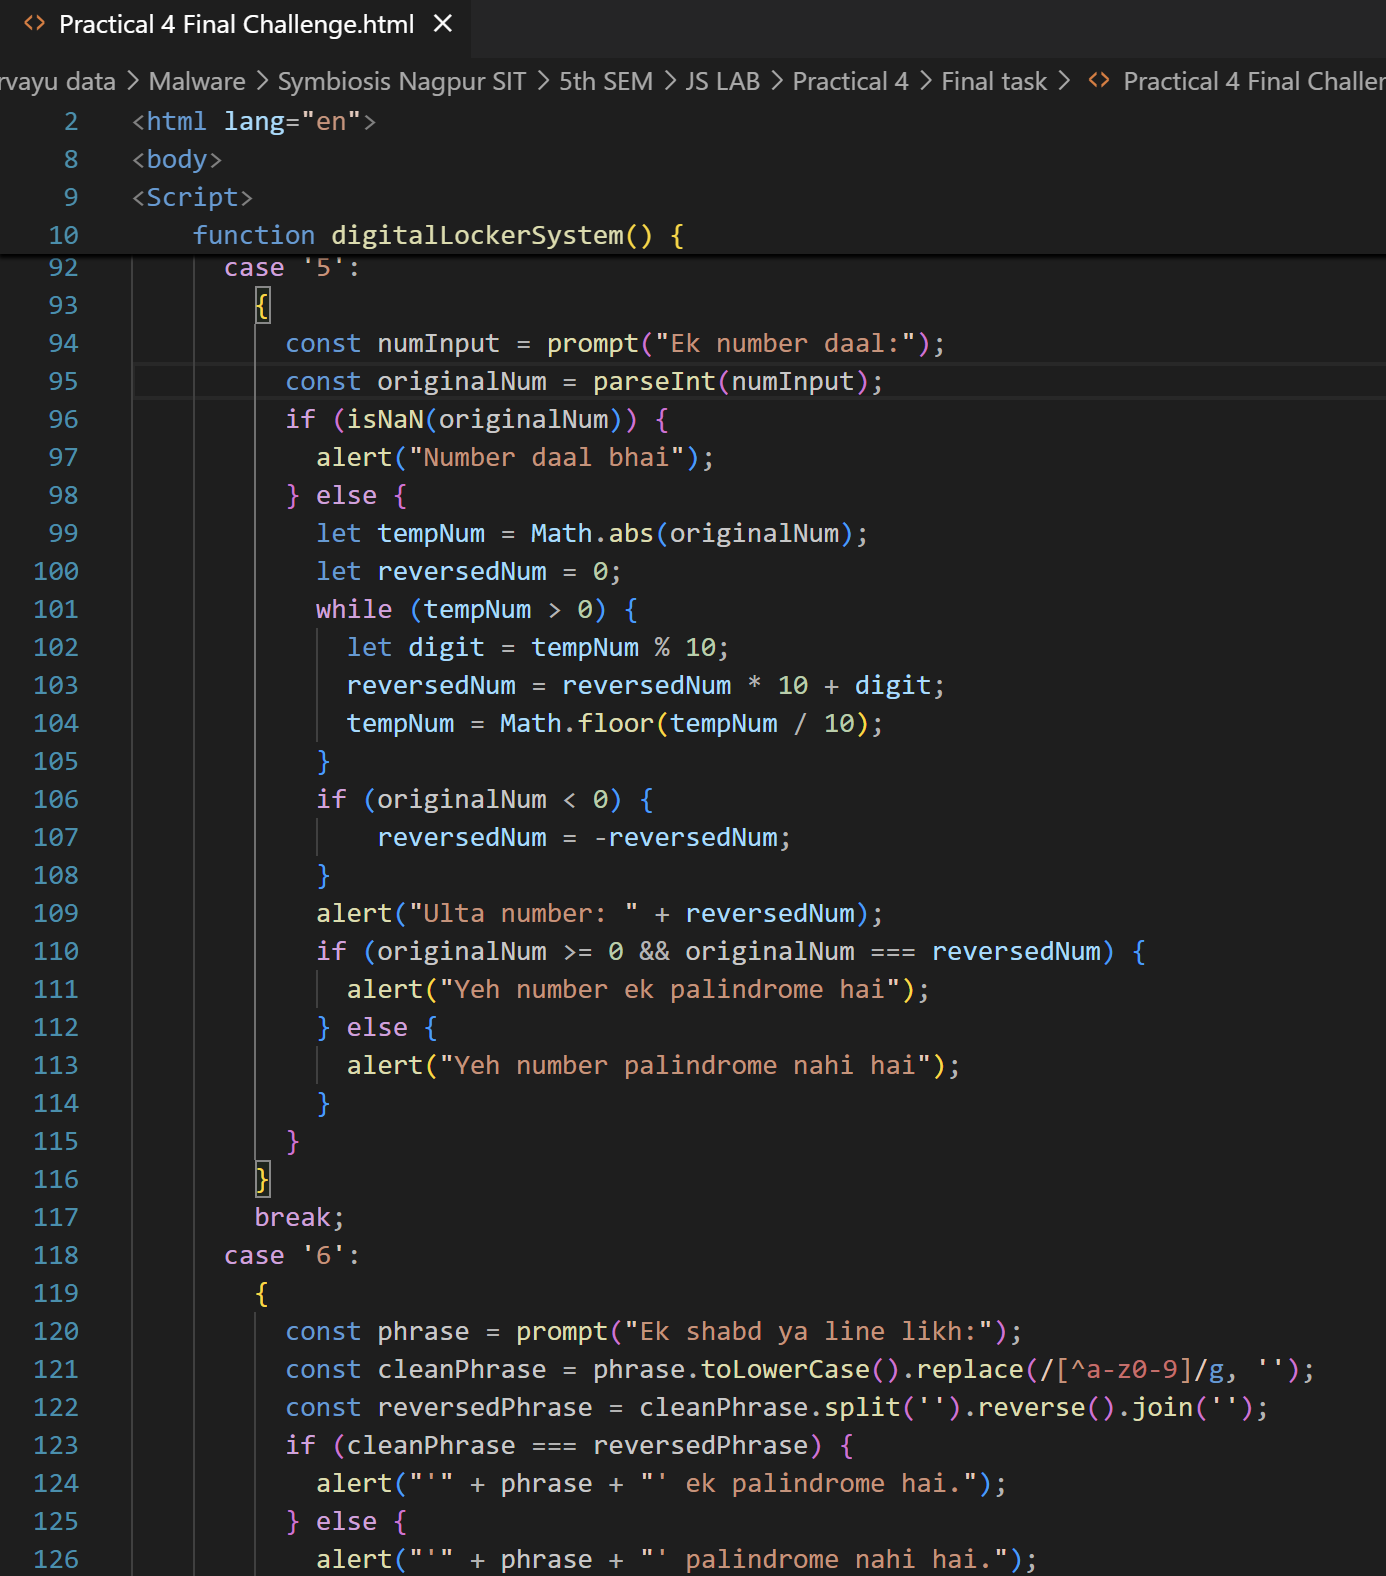 <> Practical 4 Final Challenge.html ×
rvayu data > Malware > Symbiosis Nagpur SIT > 5th SEM > JS LAB > Practical 4 > Final task > <> Practical 4 Final Challer
2 <html lang="en">
8 <body>
9 <Script>
10 function digitalLockerSystem() {
92 case '5':
93 {
94 const numInput = prompt("Ek number daal:");
95 const originalNum = parseInt(numInput);
96 if (isNaN(originalNum)) {
97 alert("Number daal bhai");
98 } else {
99 let tempNum = Math.abs(originalNum);
100 let reversedNum = 0;
101 while (tempNum > 0) {
102 let digit = tempNum % 10;
103 reversedNum = reversedNum * 10 + digit;
104 tempNum = Math.floor(tempNum / 10);
105 }
106 if (originalNum < 0) {
107 reversedNum = -reversedNum;
108 }
109 alert("Ulta number: " + reversedNum);
110 if (originalNum >= 0 && originalNum === reversedNum) {
111 alert("Yeh number ek palindrome hai");
112 } else {
113 alert("Yeh number palindrome nahi hai");
114 }
115 }
116 }
117 break;
118 case '6':
119 {
120 const phrase = prompt("Ek shabd ya line likh:");
121 const cleanPhrase = phrase.toLowerCase().replace(/[^a-z0-9]/g, '');
122 const reversedPhrase = cleanPhrase.split('').reverse().join('');
123 if (cleanPhrase === reversedPhrase) {
124 alert("'" + phrase + "' ek palindrome hai.");
125 } else {
126 alert("'" + phrase + "' palindrome nahi hai.");